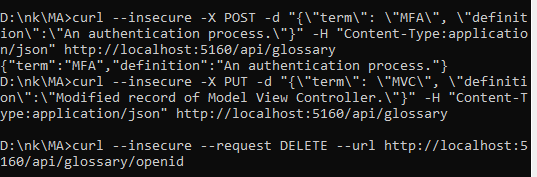 D:\nk\MA>curl --insecure -X POST -d "{\"term\": \"MFA\", \"definit
ion\":\"An authentication process.\"}" -H "Content-Type:applicatio
n/json" http://localhost:5160/api/glossary
{"term":"MFA","definition":"An authentication process."}
D:\nk\MA>curl --insecure -X PUT -d "{\"term\": \"MVC\", \"definiti
on\":\"Modified record of Model View Controller.\"}" -H "Content-T
ype:application/json" http://localhost:5160/api/glossary
D:\nk\MA>curl --insecure --request DELETE --url http://localhost:5
160/api/glossary/openid